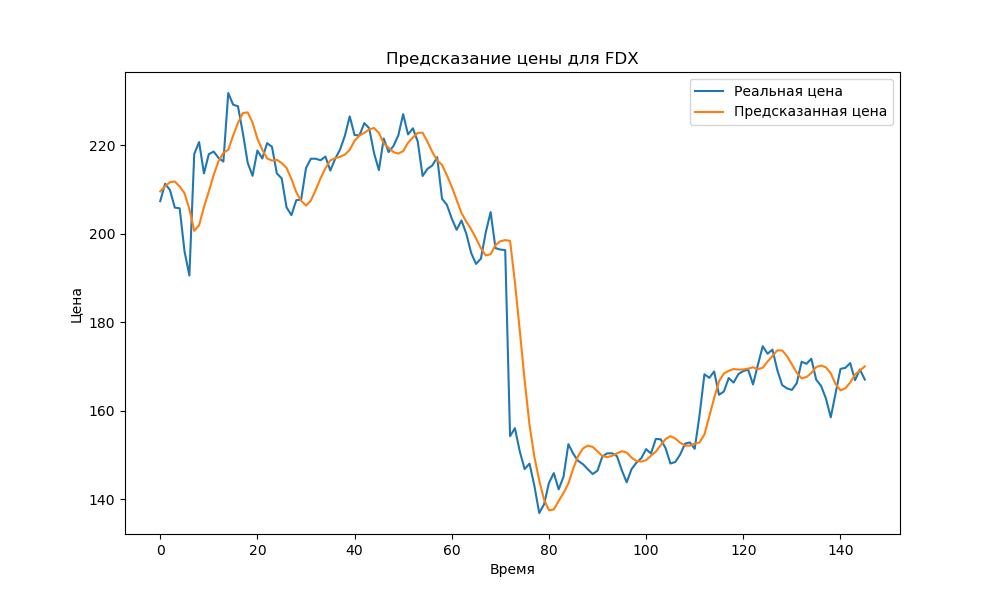 Предсказание цены для FDX
Реальная цена
Предсказанная цена
Цена
220
200
180
160
140
0 20 40 60 80 100 120 140
Время